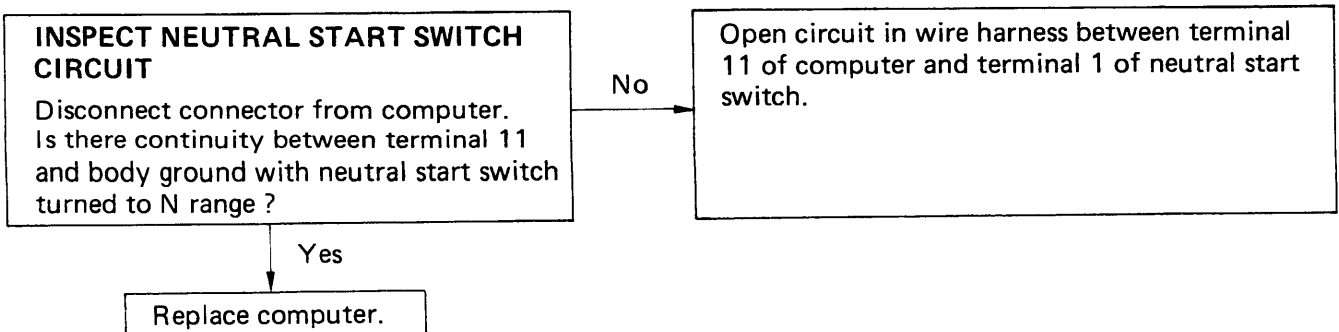 INSPECT NEUTRAL START SWITCH
CIRCUIT
Disconnect connector from computer.
Is there continuity between terminal 11
and body ground with neutral start switch
turned to N range ?
No
Open circuit in wire harness between terminal
11 of computer and terminal 1 of neutral start
switch.
Yes
Replace computer.